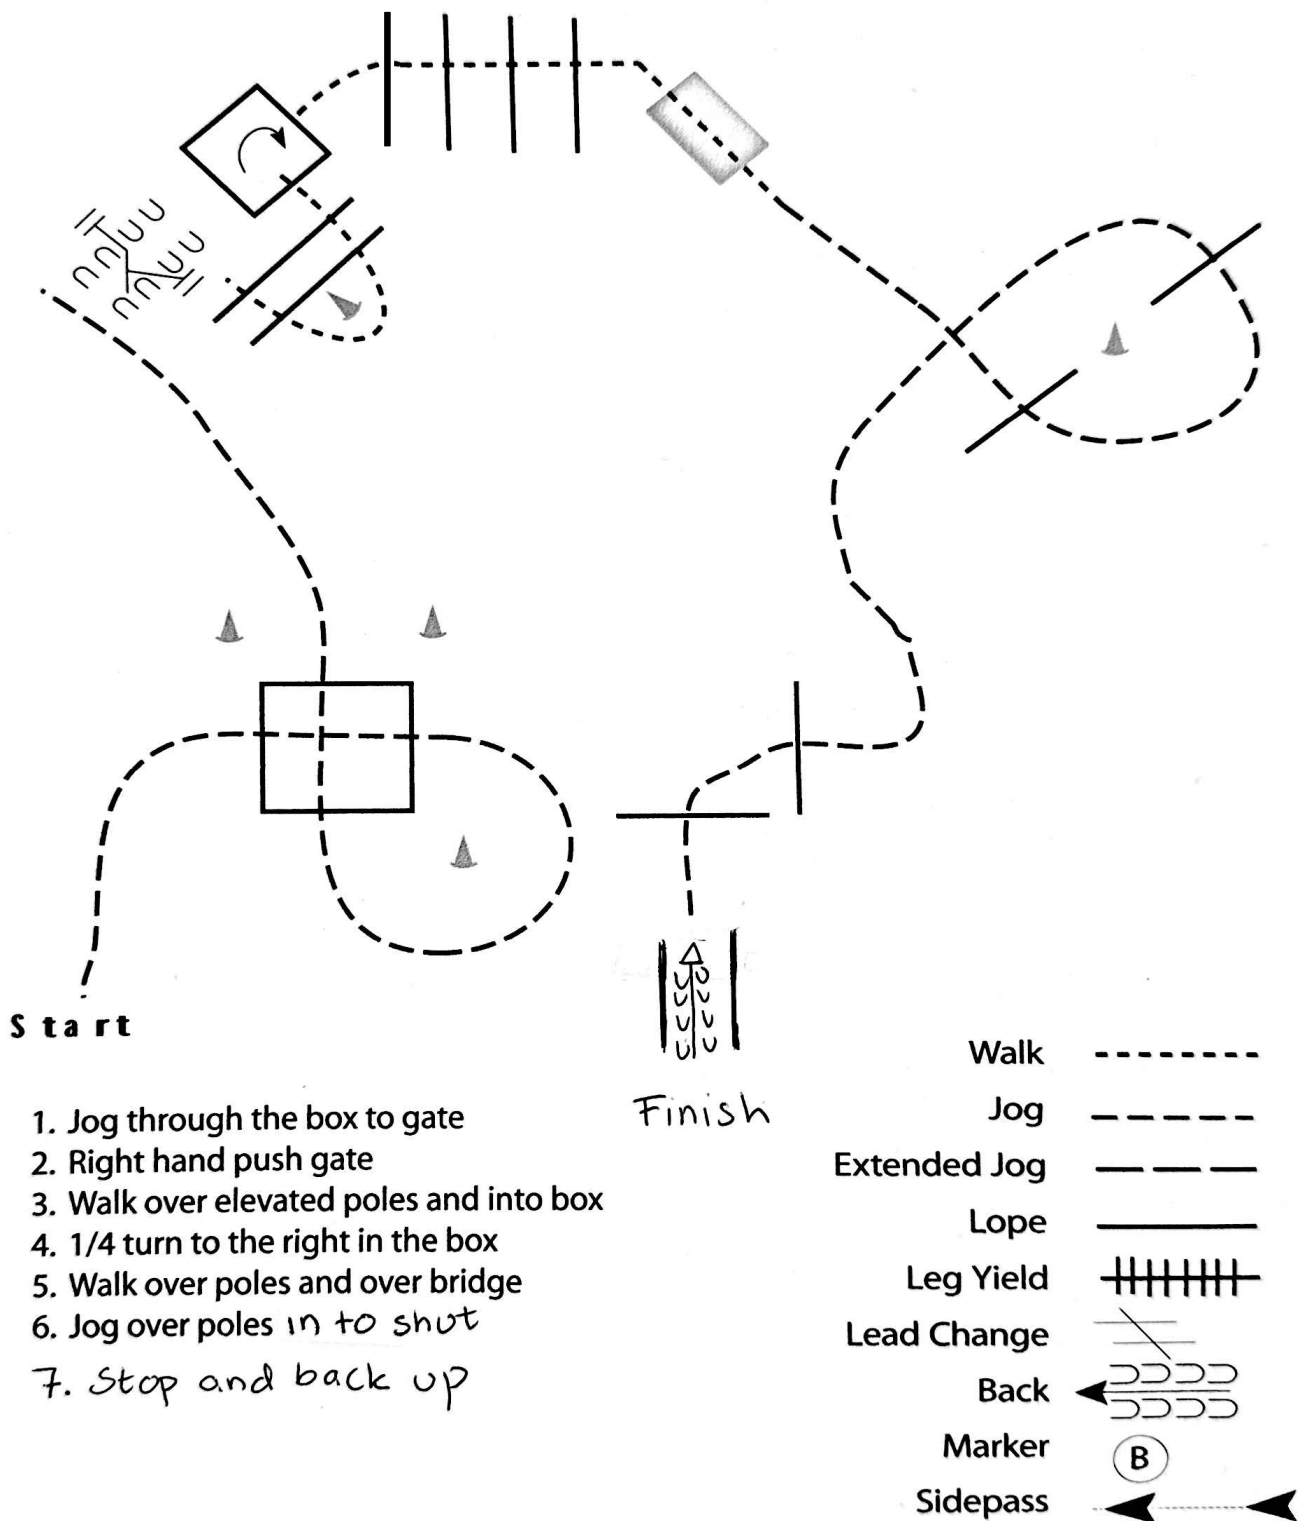 Start
Finish
1. Jog through the box to gate
2. Right hand push gate
3. Walk over elevated poles and into box
4. 1/4 turn to the right in the box
5. Walk over poles and over bridge
6. Jog over poles in to shut
7. Stop and back up
Walk
Jog
Extended Jog
Lope
Leg Yield
Lead Change
Back
Marker B
Sidepass